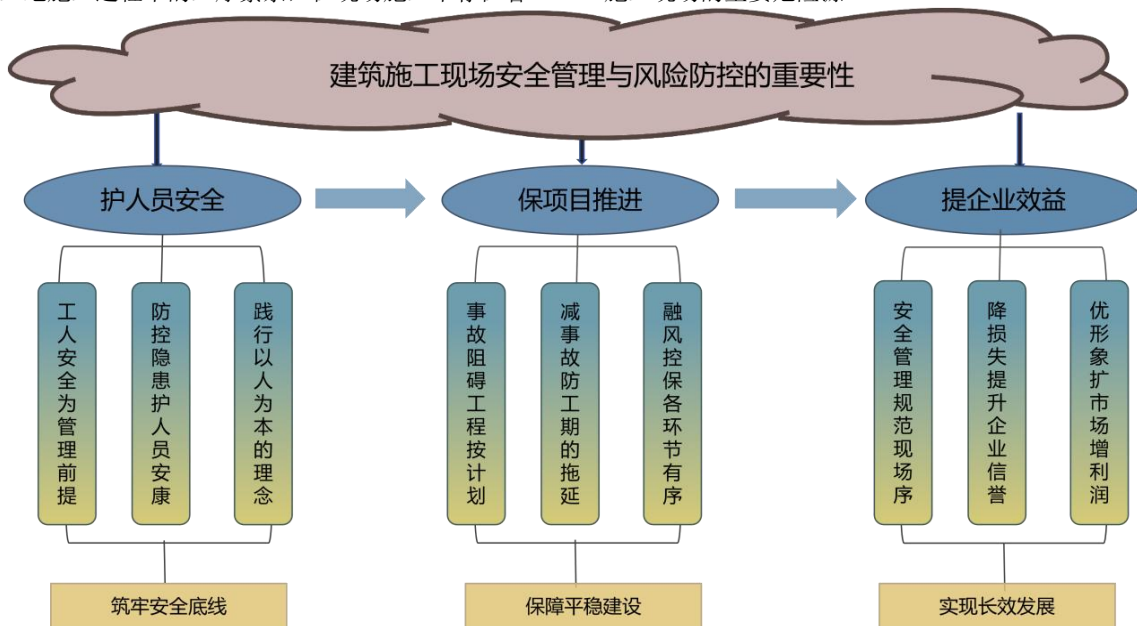 建筑施工现场安全管理与风险防控的重要性
护人员安全
保项目推进
提企业效益
工人安全为管理前提
防控隐患护人员安康
践行以人为本的理念
事故阻碍工程按计划
减事故防工期的拖延
融风控保各环节有序
安全管理规范现场序
降损失提升企业信誉
优形象扩市场增利润
筑牢安全底线
保障平稳建设
实现长效发展